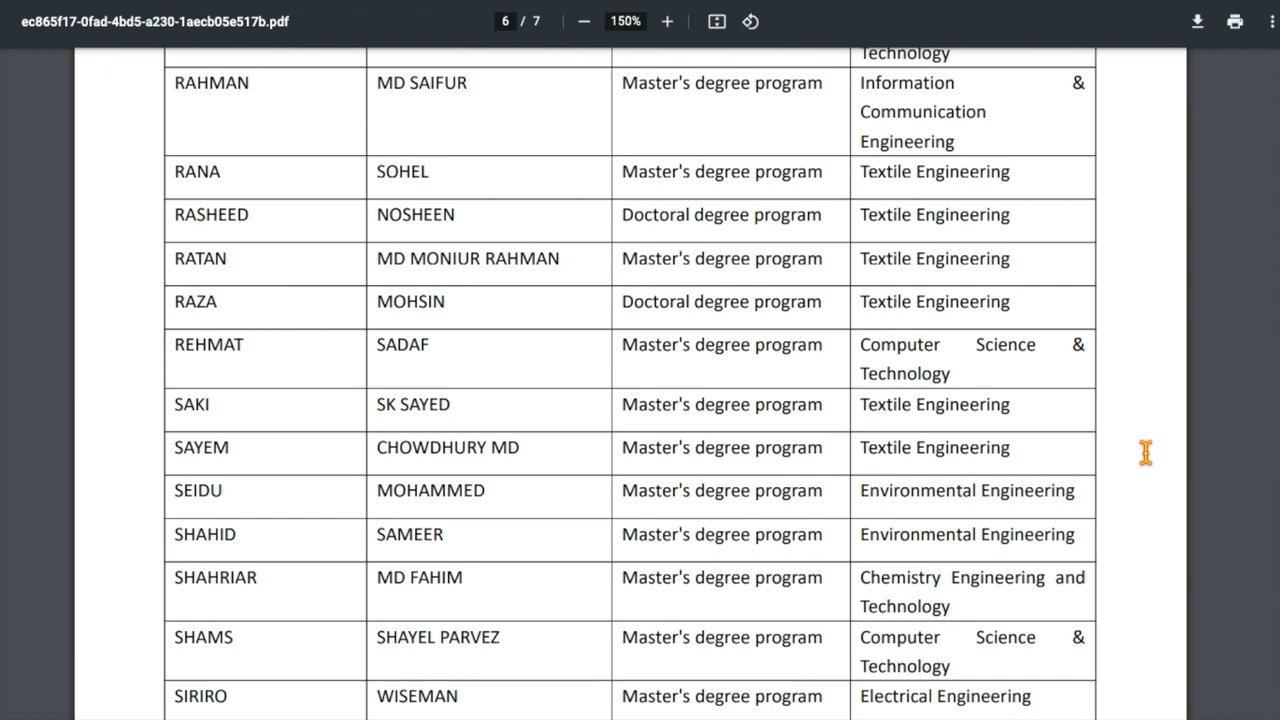 ec865f17-0fad-4bd5-a230-1aecb05e517b.pdf 6 / 7 150%
Technology
RAHMAN MD SAIFUR Master's degree program Information &
Communication
Engineering
RANA SOHEL Master's degree program Textile Engineering
RASHEED NOSHEEN Doctoral degree program Textile Engineering
RATAN MD MONIUR RAHMAN Master's degree program Textile Engineering
RAZA MOHSIN Doctoral degree program Textile Engineering
REHMAT SADAF Master's degree program Computer Science &
Technology
SAKI SK SAYED Master's degree program Textile Engineering
SAYEM CHOWDHURY MD Master's degree program Textile Engineering
SEIDU MOHAMMED Master's degree program Environmental Engineering
SHAHID SAMEER Master's degree program Environmental Engineering
SHAHRIAR MD FAHIM Master's degree program Chemistry Engineering and
Technology
SHAMS SHAYEL PARVEZ Master's degree program Computer Science &
Technology
SIRIRO WISEMAN Master's degree program Electrical Engineering